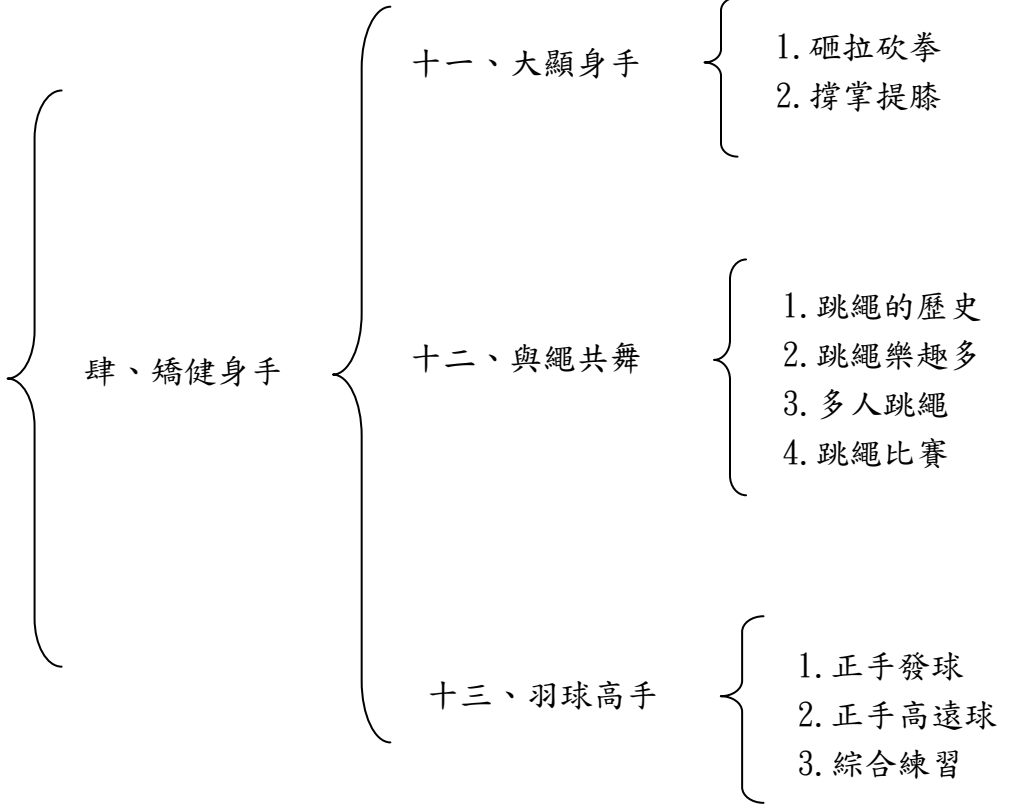 肆、矯健身手
十一、大顯身手
1.砸拉砍拳
2.撐掌提膝
十二、與繩共舞
1.跳繩的歷史
2.跳繩樂趣多
3.多人跳繩
4.跳繩比賽
十三、羽球高手
1.正手發球
2.正手高遠球
3.綜合練習